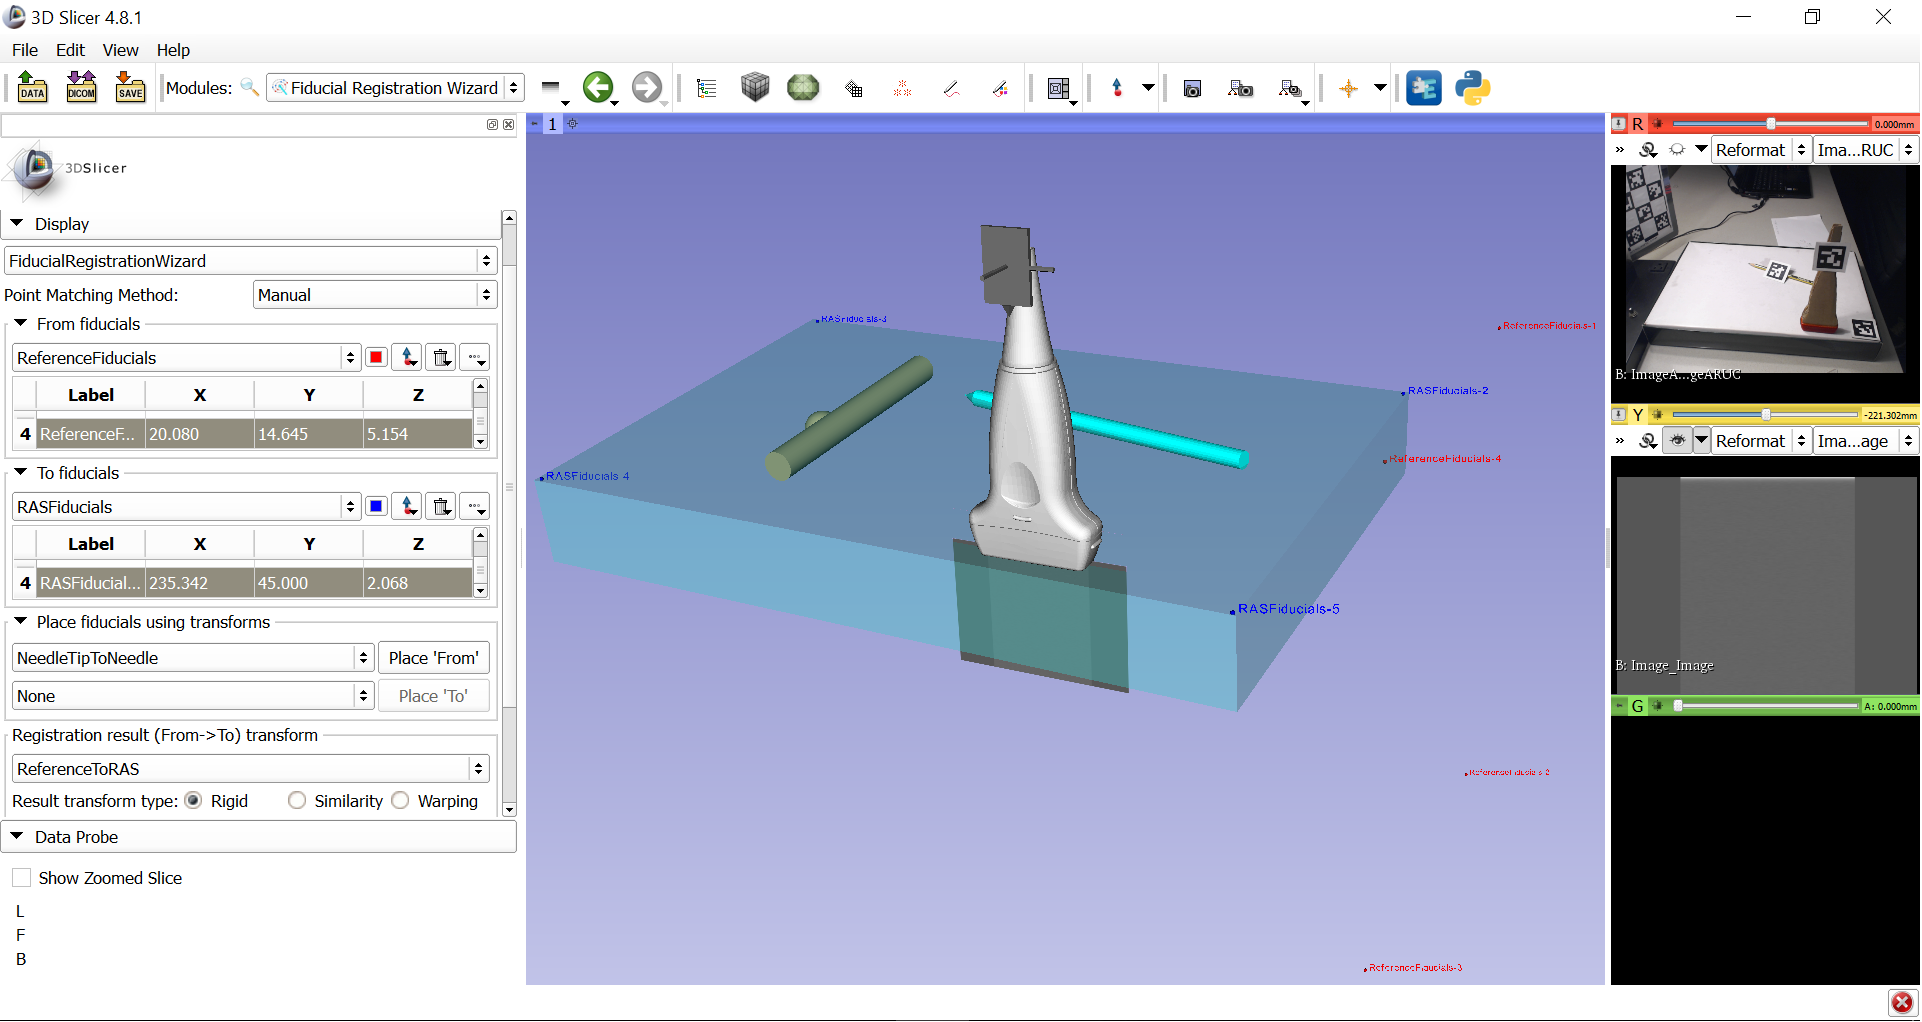 3D Slicer 4.8.1
File Edit View Help
DATA DICOM SAVE Modules: Fiducial Registration Wizard
3DSlicer
Display
FiducialRegistrationWizard
Point Matching Method: Manual
From fiducials
ReferenceFiducials
Label X Y Z
4 ReferenceF... 20.080 14.645 5.154
To fiducials
RASFiducials
Label X Y Z
4 RASFiducial... 235.342 45.000 2.068
Place fiducials using transforms
NeedleTipToNeedle Place 'From'
None Place 'To'
Registration result (From->To) transform
ReferenceToRAS
Result transform type: Rigid Similarity Warping
Data Probe
Show Zoomed Slice
L
F
B
1
RASFiducials-3
ReferenceFiducials-1
RASFiducials-2
ReferenceFiducials-4
RASFiducials 4
RASFiducials-5
ReferenceFiducials-2
ReferenceFiducials-3
R 0.000mm
» Reformat Ima...RUC
B: ImageA...geARUC
Y -221.302mm
» Reformat Ima...age
B: Image_Image
G A: 0.000mm